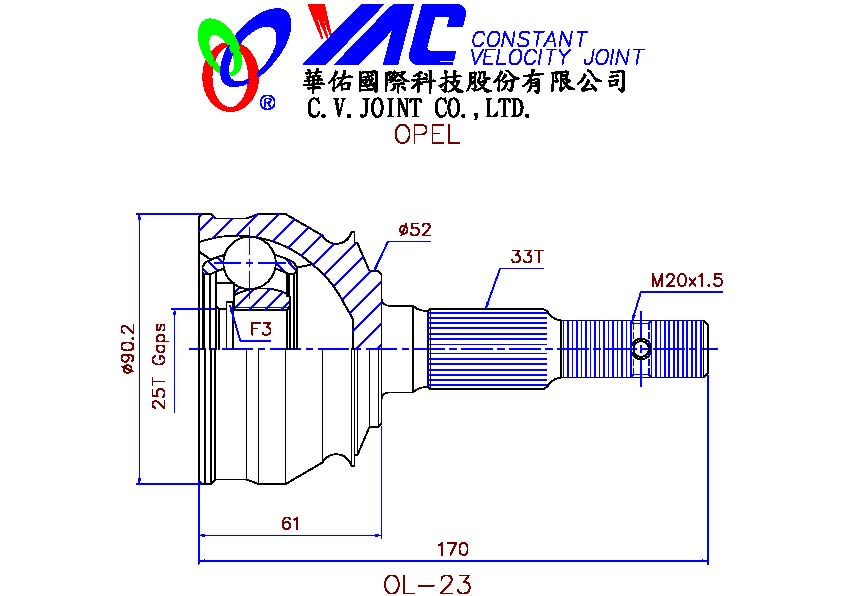 YAC CONSTANT
VELOCITY JOINT
®
華佑國際科技股份有限公司
C.V.JOINT CO.,LTD.
OPEL
ø52
33T
M20x1.5
F3
ø90.2
25T Gaps
61
170
OL-23